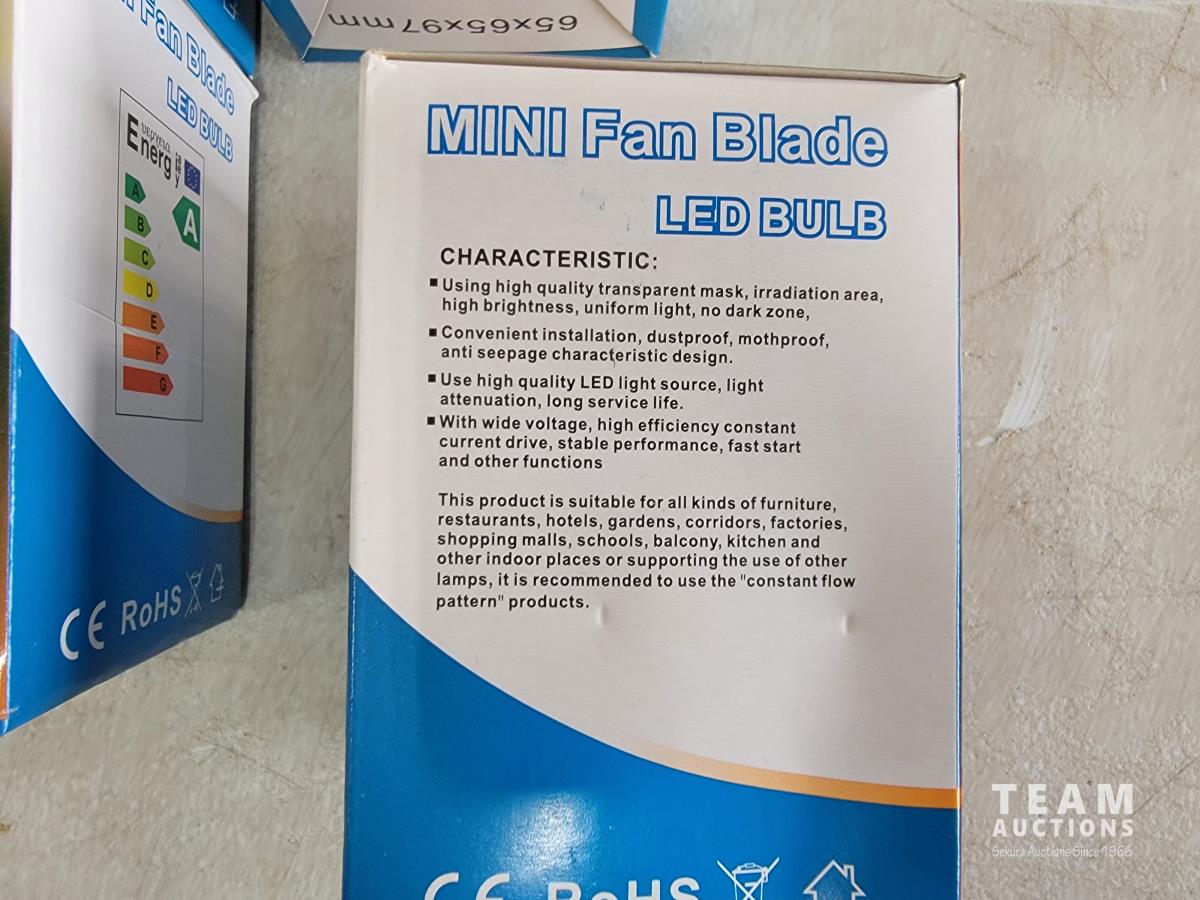 65x65x97mm
Fan Blade
LED BULB
Energ
A
B
C
D
E
F
G
A
CE RoHS
MINI Fan Blade
LED BULB
CHARACTERISTIC:
Using high quality transparent mask, irradiation area,
high brightness, uniform light, no dark zone,
Convenient installation, dustproof, mothproof,
anti seepage characteristic design.
Use high quality LED light source, light
attenuation, long service life.
With wide voltage, high efficiency constant
current drive, stable performance, fast start
and other functions
This product is suitable for all kinds of furniture,
restaurants, hotels, gardens, corridors, factories,
shopping malls, schools, balcony, kitchen and
other indoor places or supporting the use of other
lamps, it is recommended to use the "constant flow
pattern" products.
CE RoHS
TEAM
AUCTIONS
Sekura Auctions Since 1966